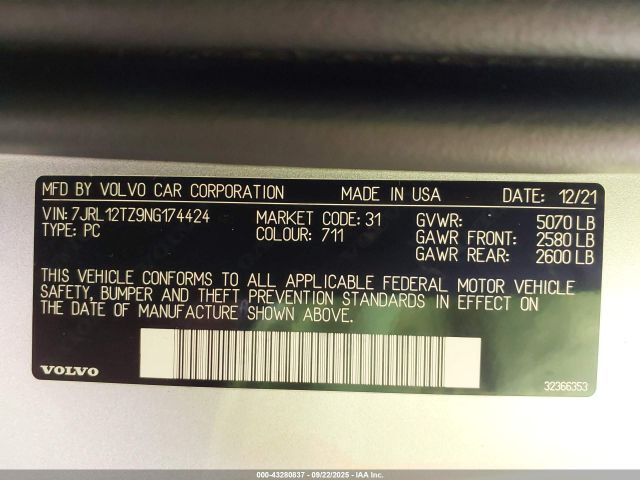 MFD BY VOLVO CAR CORPORATION MADE IN USA DATE: 12/21
VIN: 7JRL12TZ9NG174424 MARKET CODE: 31 GVWR: 5070 LB
TYPE: PC COLOUR: 711 GAWR FRONT: 2580 LB
GAWR REAR: 2600 LB
THIS VEHICLE CONFORMS TO ALL APPLICABLE FEDERAL MOTOR VEHICLE
SAFETY, BUMPER AND THEFT PREVENTION STANDARDS IN EFFECT ON
THE DATE OF MANUFACTURE SHOWN ABOVE.
VOLVO 32366353
000-43280837 - 09/22/2025 - IAA Inc.